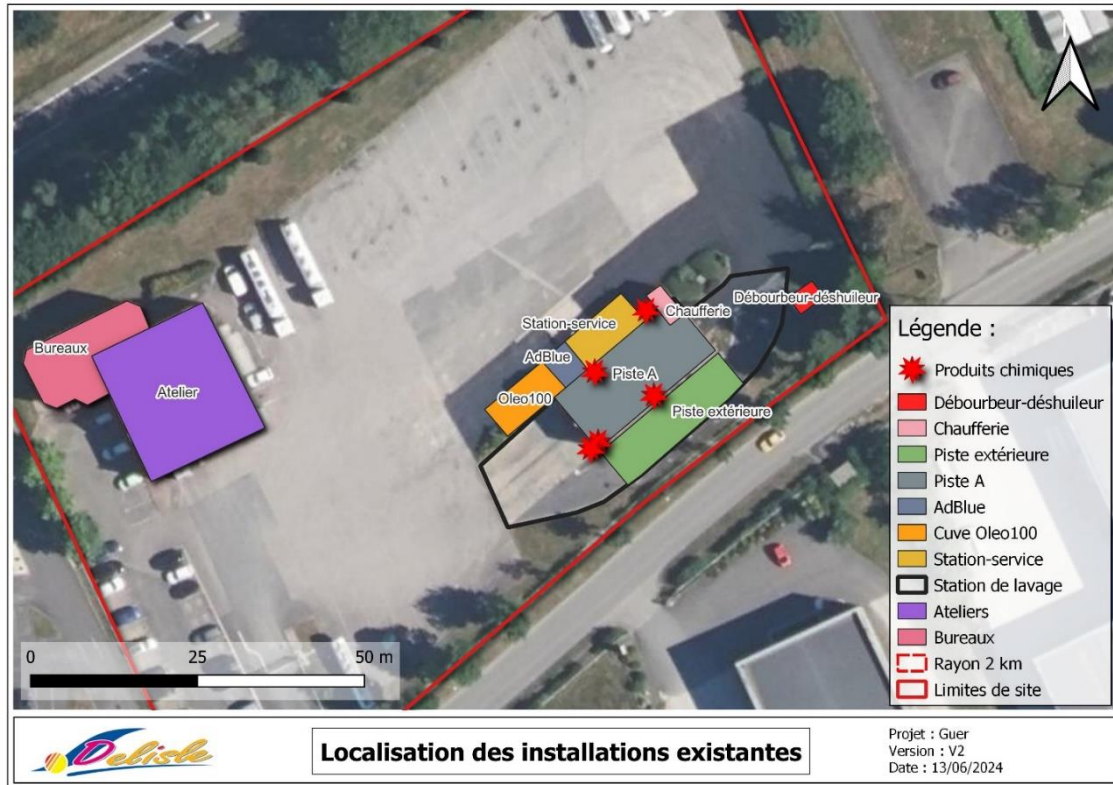 Débourbeur-déshuileur
Chaufferie
Station-service
AdBlue
Piste A
Oleo100
Piste extérieure
Bureaux
Atelier
Légende :
Produits chimiques
Débourbeur-déshuileur
Chaufferie
Piste extérieure
Piste A
AdBlue
Cuve Oleo100
Station-service
Station de lavage
Ateliers
Bureaux
Rayon 2 km
Limites de site
0 25 50 m
Delisle
Localisation des installations existantes
Projet : Guer
Version : V2
Date : 13/06/2024